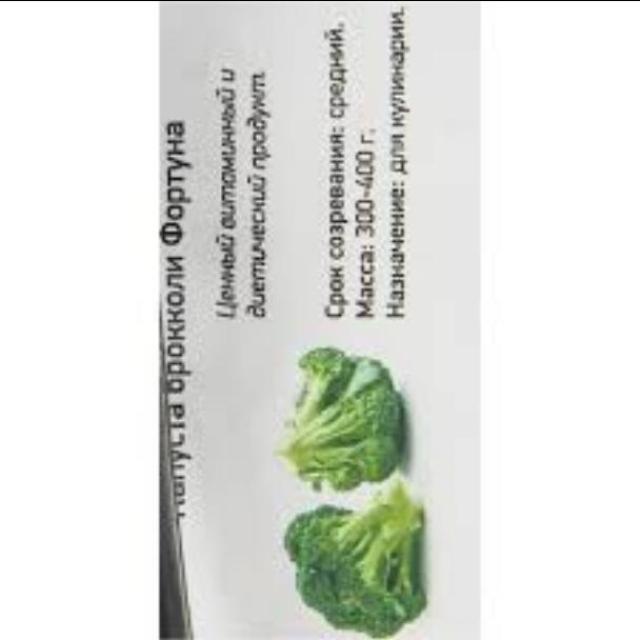 Капуста брокколи Фортуна
Ценный витаминный и
диетический продукт.
Срок созревания: средний.
Масса: 300-400 г.
Назначение: для кулинарии.